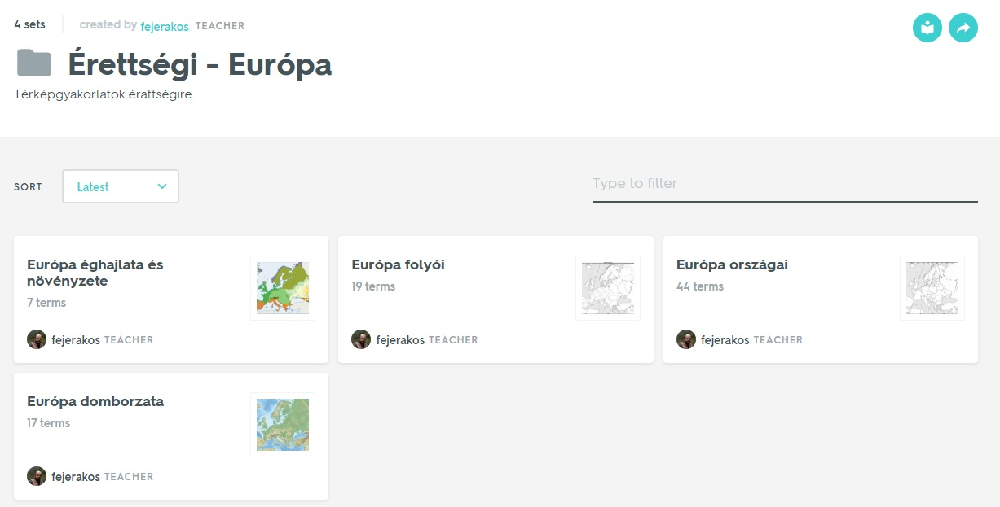 4 sets
created by fejerakos TEACHER
Érettségi - Európa
Térképgyakorlatok érattségire
SORT
Latest
Type to filter
Európa éghajlata és
növényzete
7 terms
fejerakos TEACHER
Európa folyói
19 terms
fejerakos TEACHER
Európa országai
44 terms
fejerakos TEACHER
Európa domborzata
17 terms
fejerakos TEACHER